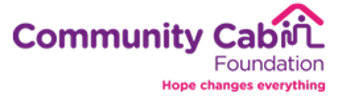 Community Cabin
Foundation
Hope changes everything